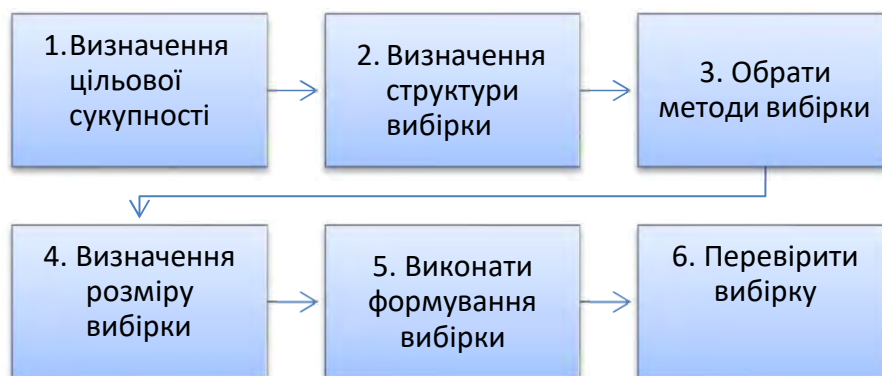 1.Визначення
цільової
сукупності
2. Визначення
структури
вибірки
3. Обрати
методи вибірки
4. Визначення
розміру
вибірки
5. Виконати
формування
вибірки
6. Перевірити
вибірку